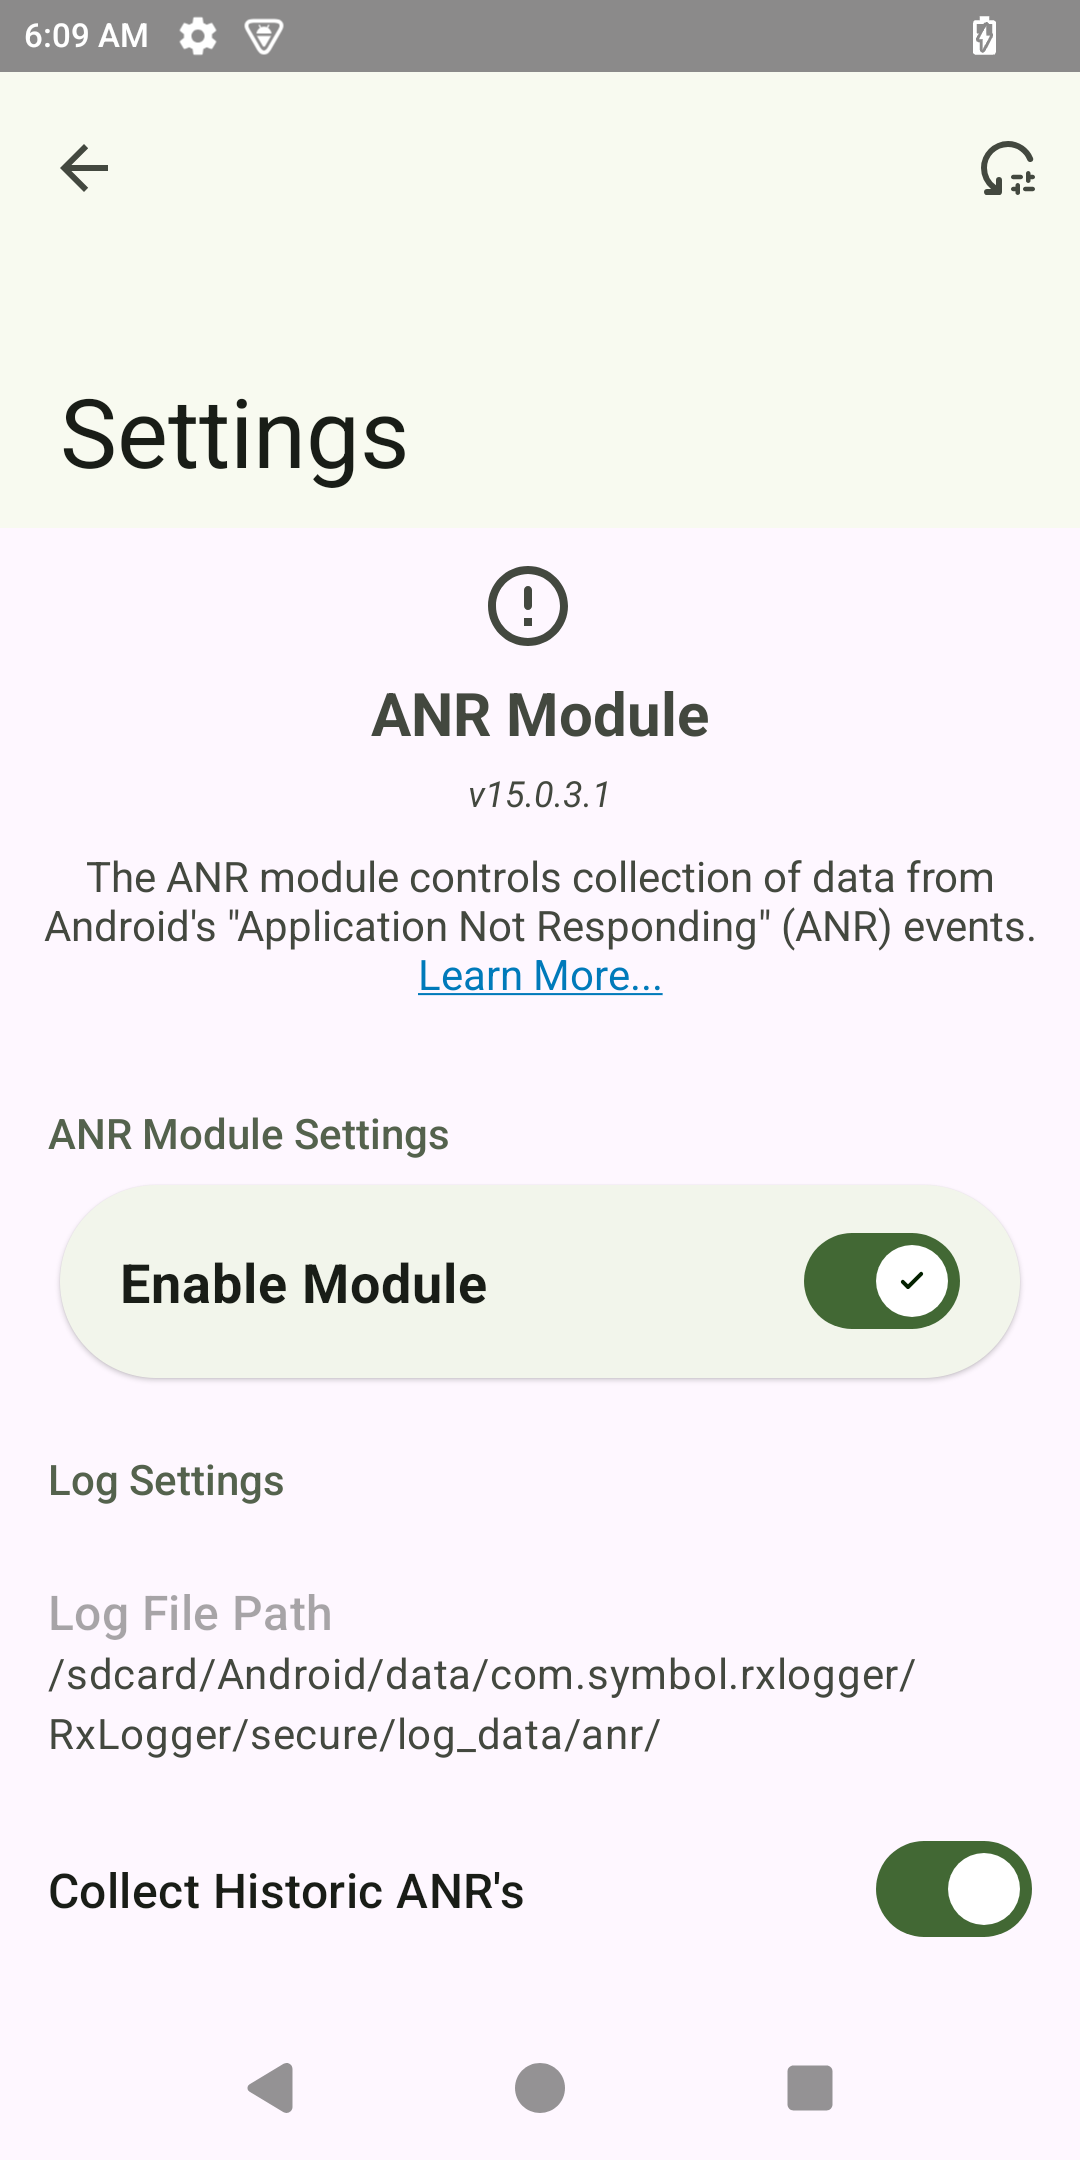 6:09 AM
Settings
ANR Module
v15.0.3.1
The ANR module controls collection of data from
Android's "Application Not Responding" (ANR) events.
Learn More...
ANR Module Settings
Enable Module
Log Settings
Log File Path
/sdcard/Android/data/com.symbol.rxlogger/
RxLogger/secure/log_data/anr/
Collect Historic ANR's